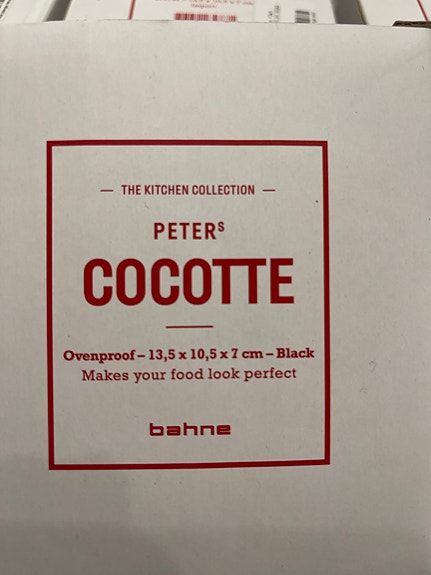 — THE KITCHEN COLLECTION —
PETERS
COCOTTE
Ovenproof – 13,5 x 10,5 x 7 cm – Black
Makes your food look perfect
bahne